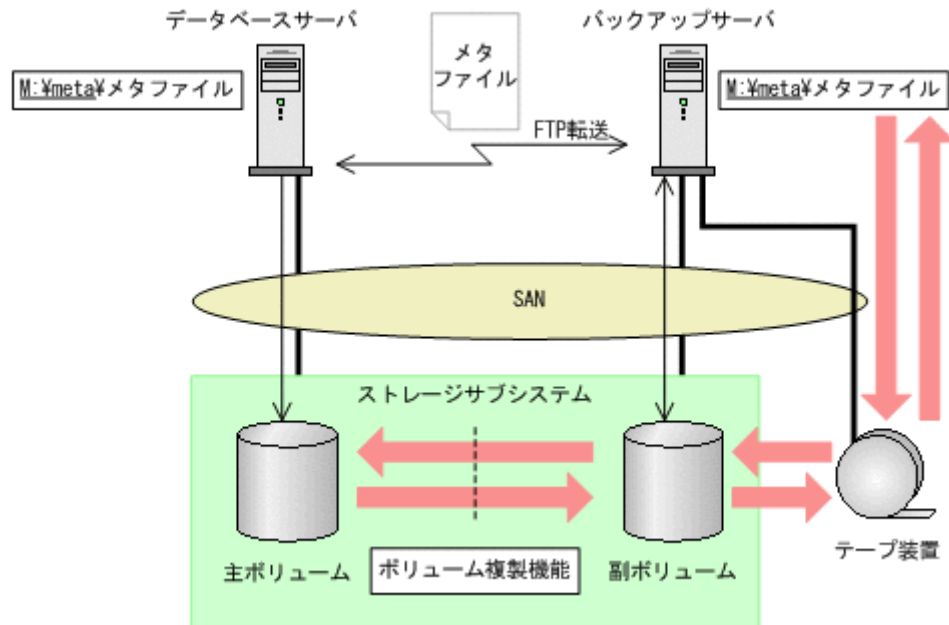 データベースサーバ
バックアップサーバ
メタ
ファイル
M:¥meta¥メタファイル
M:¥meta¥メタファイル
FTP転送
SAN
ストレージサブシステム
主ボリューム
ボリューム複製機能
副ボリューム
テープ装置